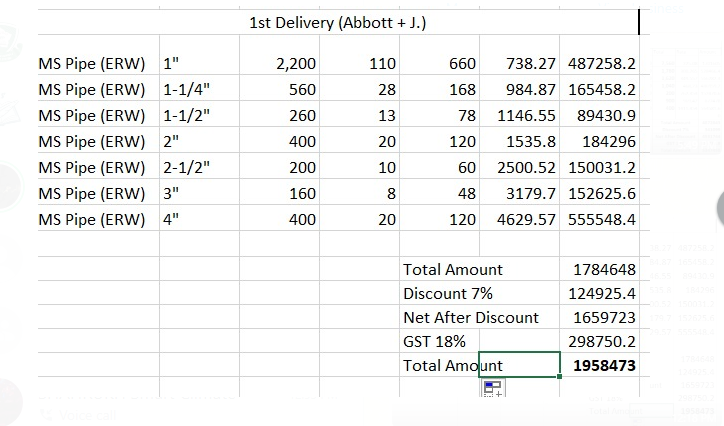 1st Delivery (Abbott + J.)
MS Pipe (ERW) 1" 2,200 110 660 738.27 487258.2
MS Pipe (ERW) 1-1/4" 560 28 168 984.87 165458.2
MS Pipe (ERW) 1-1/2" 260 13 78 1146.55 89430.9
MS Pipe (ERW) 2" 400 20 120 1535.8 184296
MS Pipe (ERW) 2-1/2" 200 10 60 2500.52 150031.2
MS Pipe (ERW) 3" 160 8 48 3179.7 152625.6
MS Pipe (ERW) 4" 400 20 120 4629.57 555548.4
Total Amount 1784648
Discount 7% 124925.4
Net After Discount 1659723
GST 18% 298750.2
Total Amount 1958473